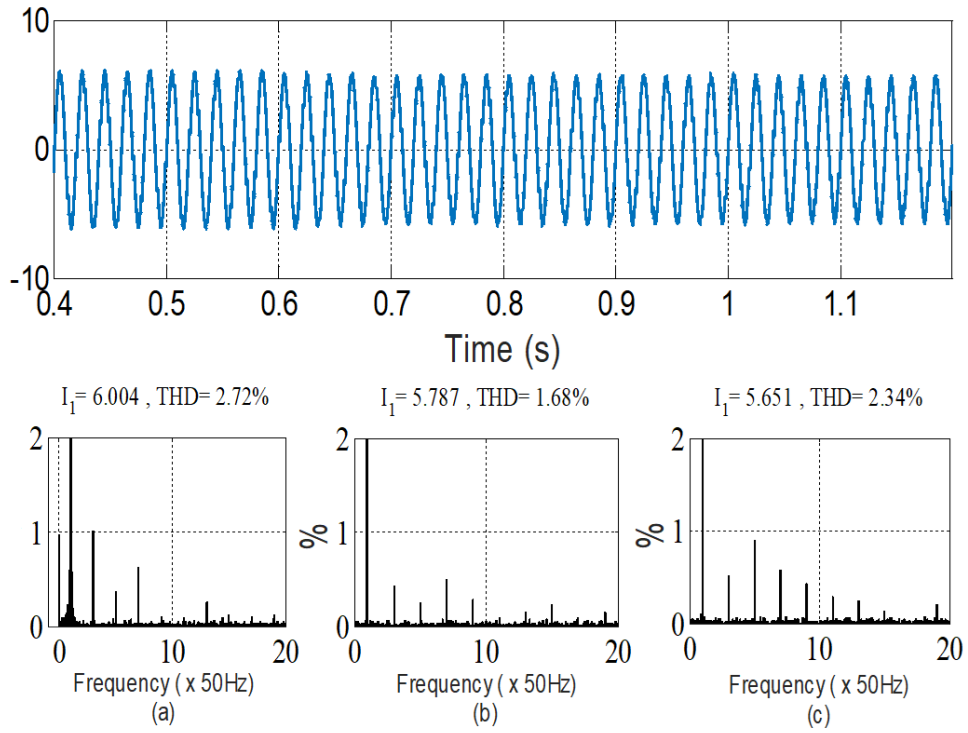 10
0
-10
0.4 0.5 0.6 0.7 0.8 0.9 1 1.1
Time (s)
I1= 6.004 , THD= 2.72% I1= 5.787 , THD= 1.68% I1= 5.651 , THD= 2.34%
2 2 2
1 % 1 % 1
0 0 0
0 10 20 0 10 20 0 10 20
Frequency ( x 50Hz) Frequency ( x 50Hz) Frequency ( x 50Hz)
(a) (b) (c)